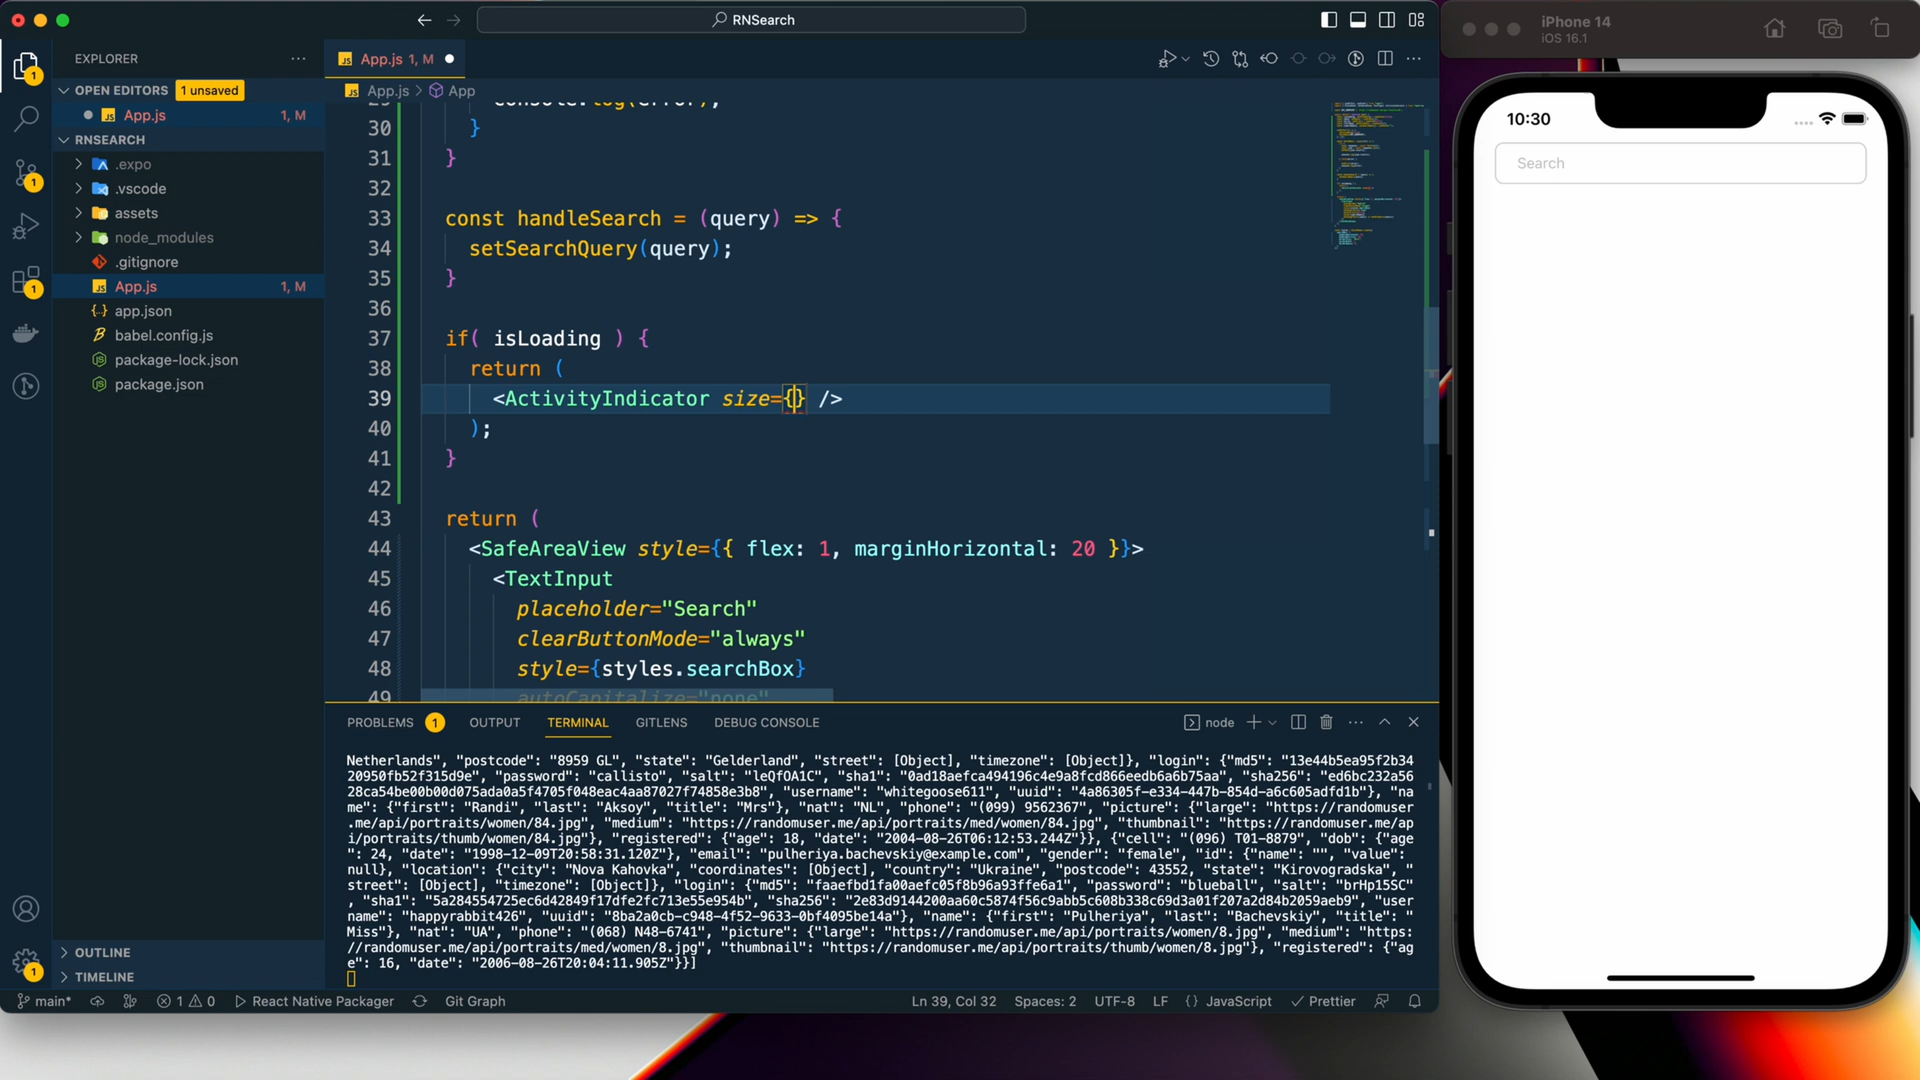 RNSearch
iPhone 14
iOS 16.1
EXPLORER
OPEN EDITORS
1 unsaved
App.js
1, M
RNSEARCH
.expo
.vscode
assets
node_modules
.gitignore
App.js
1, M
app.json
babel.config.js
package-lock.json
package.json
OUTLINE
TIMELINE
1
1
1
1
App.js 1, M
App.js > App
29 console.log(error);
30 }
31 }
32
33 const handleSearch = (query) => {
34 setSearchQuery(query);
35 }
36
37 if( isLoading ) {
38 return (
39 <ActivityIndicator size={} />
40 );
41 }
42
43 return (
44 <SafeAreaView style={{ flex: 1, marginHorizontal: 20 }}>
45 <TextInput
46 placeholder="Search"
47 clearButtonMode="always"
48 style={styles.searchBox}
49 autoCapitalize="none"
PROBLEMS 1 OUTPUT TERMINAL GITLENS DEBUG CONSOLE
node
Netherlands", "postcode": "8959 GL", "state": "Gelderland", "street": [Object], "timezone": [Object]}, "login": {"md5": "13e44b5ea95f2b34
20950fb52f315d9e", "password": "callisto", "salt": "leQfOA1C", "sha1": "0ad18aefca494196c4e9a8fcd866eedb6a6b75aa", "sha256": "ed6bc232a56
28ca54be00b00d075ada0a5f4705f048eac4aa87027f74858e3b8", "username": "whitegoose611", "uuid": "4a86305f-e334-447b-854d-a6c605adfd1b"}, "na
me": {"first": "Randi", "last": "Aksoy", "title": "Mrs"}, "nat": "NL", "phone": "(099) 9562367", "picture": {"large": "https://randomuser
.me/api/portraits/women/84.jpg", "medium": "https://randomuser.me/api/portraits/med/women/84.jpg", "thumbnail": "https://randomuser.me/ap
i/portraits/thumb/women/84.jpg"}, "registered": {"age": 18, "date": "2004-08-26T06:12:53.244Z"}}, {"cell": "(096) T01-8879", "dob": {"age
": 24, "date": "1998-12-09T20:58:31.120Z"}, "email": "pulheriya.bachevskiy@example.com", "gender": "female", "id": {"name": "", "value":
null}, "location": {"city": "Nova Kahovka", "coordinates": [Object], "country": "Ukraine", "postcode": 43552, "state": "Kirovogradska", "
street": [Object], "timezone": [Object]}, "login": {"md5": "faaefbd1fa00aefc05f8b96a93ffe6a1", "password": "blueball", "salt": "brHp15SC"
, "sha1": "5a284554725ec6d42849f17dfe2fc713e55e954b", "sha256": "2e83d9144200aa60c5874f56c9abb5c608b338c69d3a01f207a2d84b2059aeb9", "user
name": "happyrabbit426", "uuid": "8ba2a0cb-c948-4f52-9633-0bf4095be14a"}, "name": {"first": "Pulheriya", "last": "Bachevskiy", "title": "
Miss"}, "nat": "UA", "phone": "(068) N48-6741", "picture": {"large": "https://randomuser.me/api/portraits/women/8.jpg", "medium": "https:
//randomuser.me/api/portraits/med/women/8.jpg", "thumbnail": "https://randomuser.me/api/portraits/thumb/women/8.jpg"}, "registered": {"ag
e": 16, "date": "2006-08-26T20:04:11.905Z"}}]
main* 1 0 React Native Packager Git Graph Ln 39, Col 32 Spaces: 2 UTF-8 LF {} JavaScript Prettier
10:30
Search